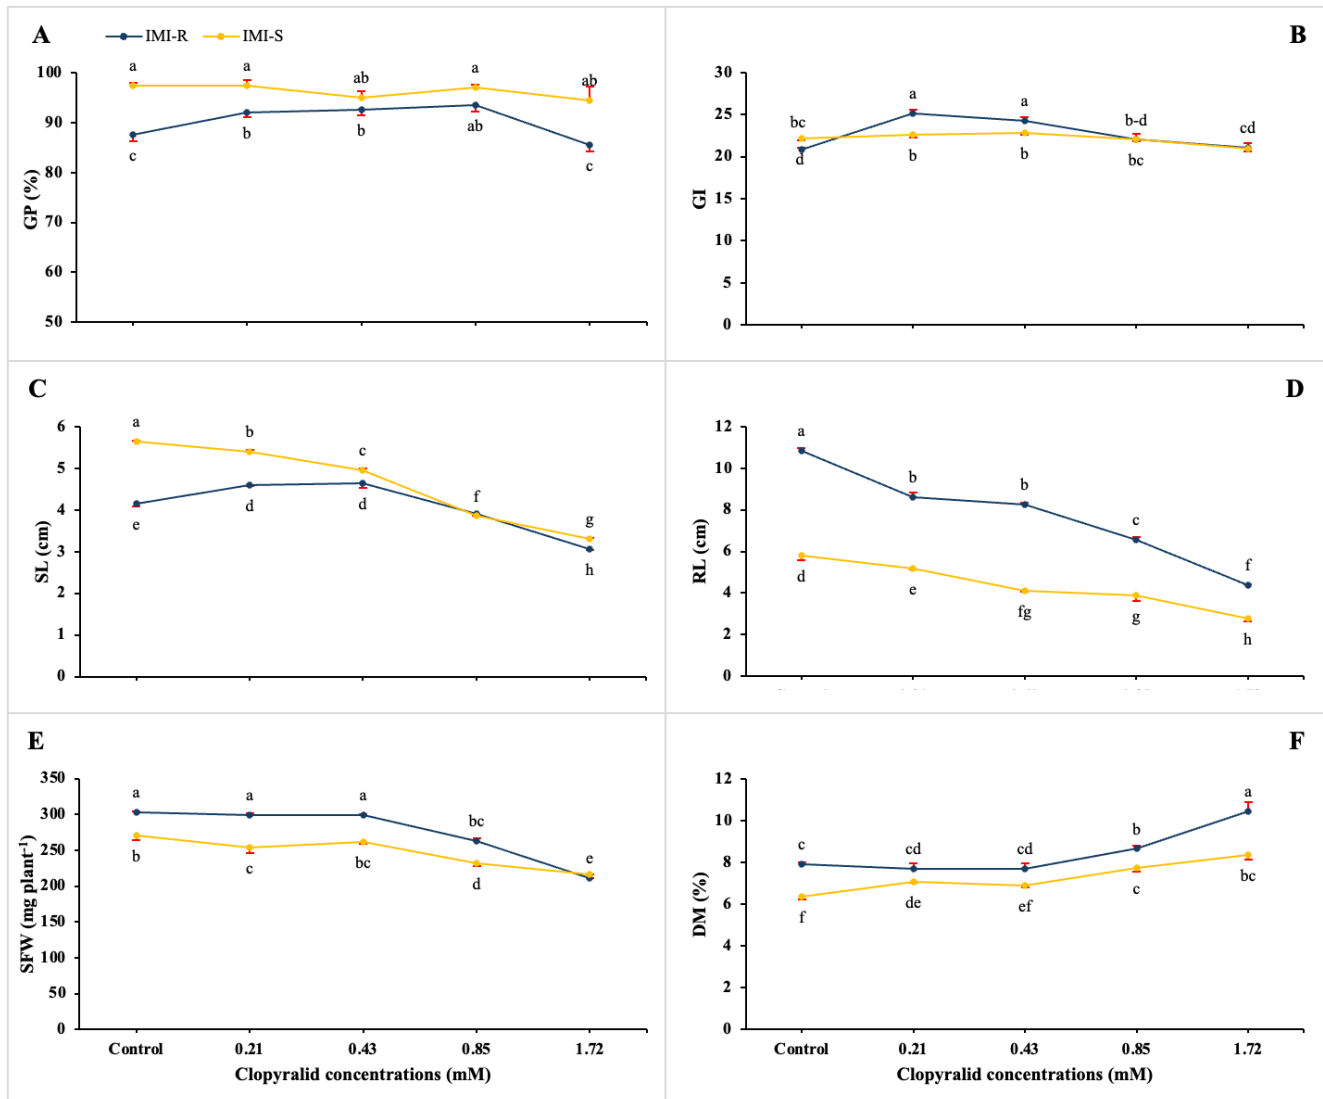 A
IMI-R IMI-S
B
GP (%)
100
90
80
70
60
50
a a ab a ab
c b b ab c
GI
30
25
20
15
10
5
0
bc a a b-d cd
d b b bc
C
D
SL (cm)
6
5
4
3
2
1
0
a b c f g
e d d h
RL (cm)
12
10
8
6
4
2
0
a b b c f
d e fg g h
E
F
SFW (mg plant-1)
350
300
250
200
150
100
50
0
a a a bc e
b c bc d
Control 0.21 0.43 0.85 1.72
Clopyralid concentrations (mM)
DM (%)
12
10
8
6
4
2
0
c cd cd b a
f de ef c bc
Control 0.21 0.43 0.85 1.72
Clopyralid concentrations (mM)